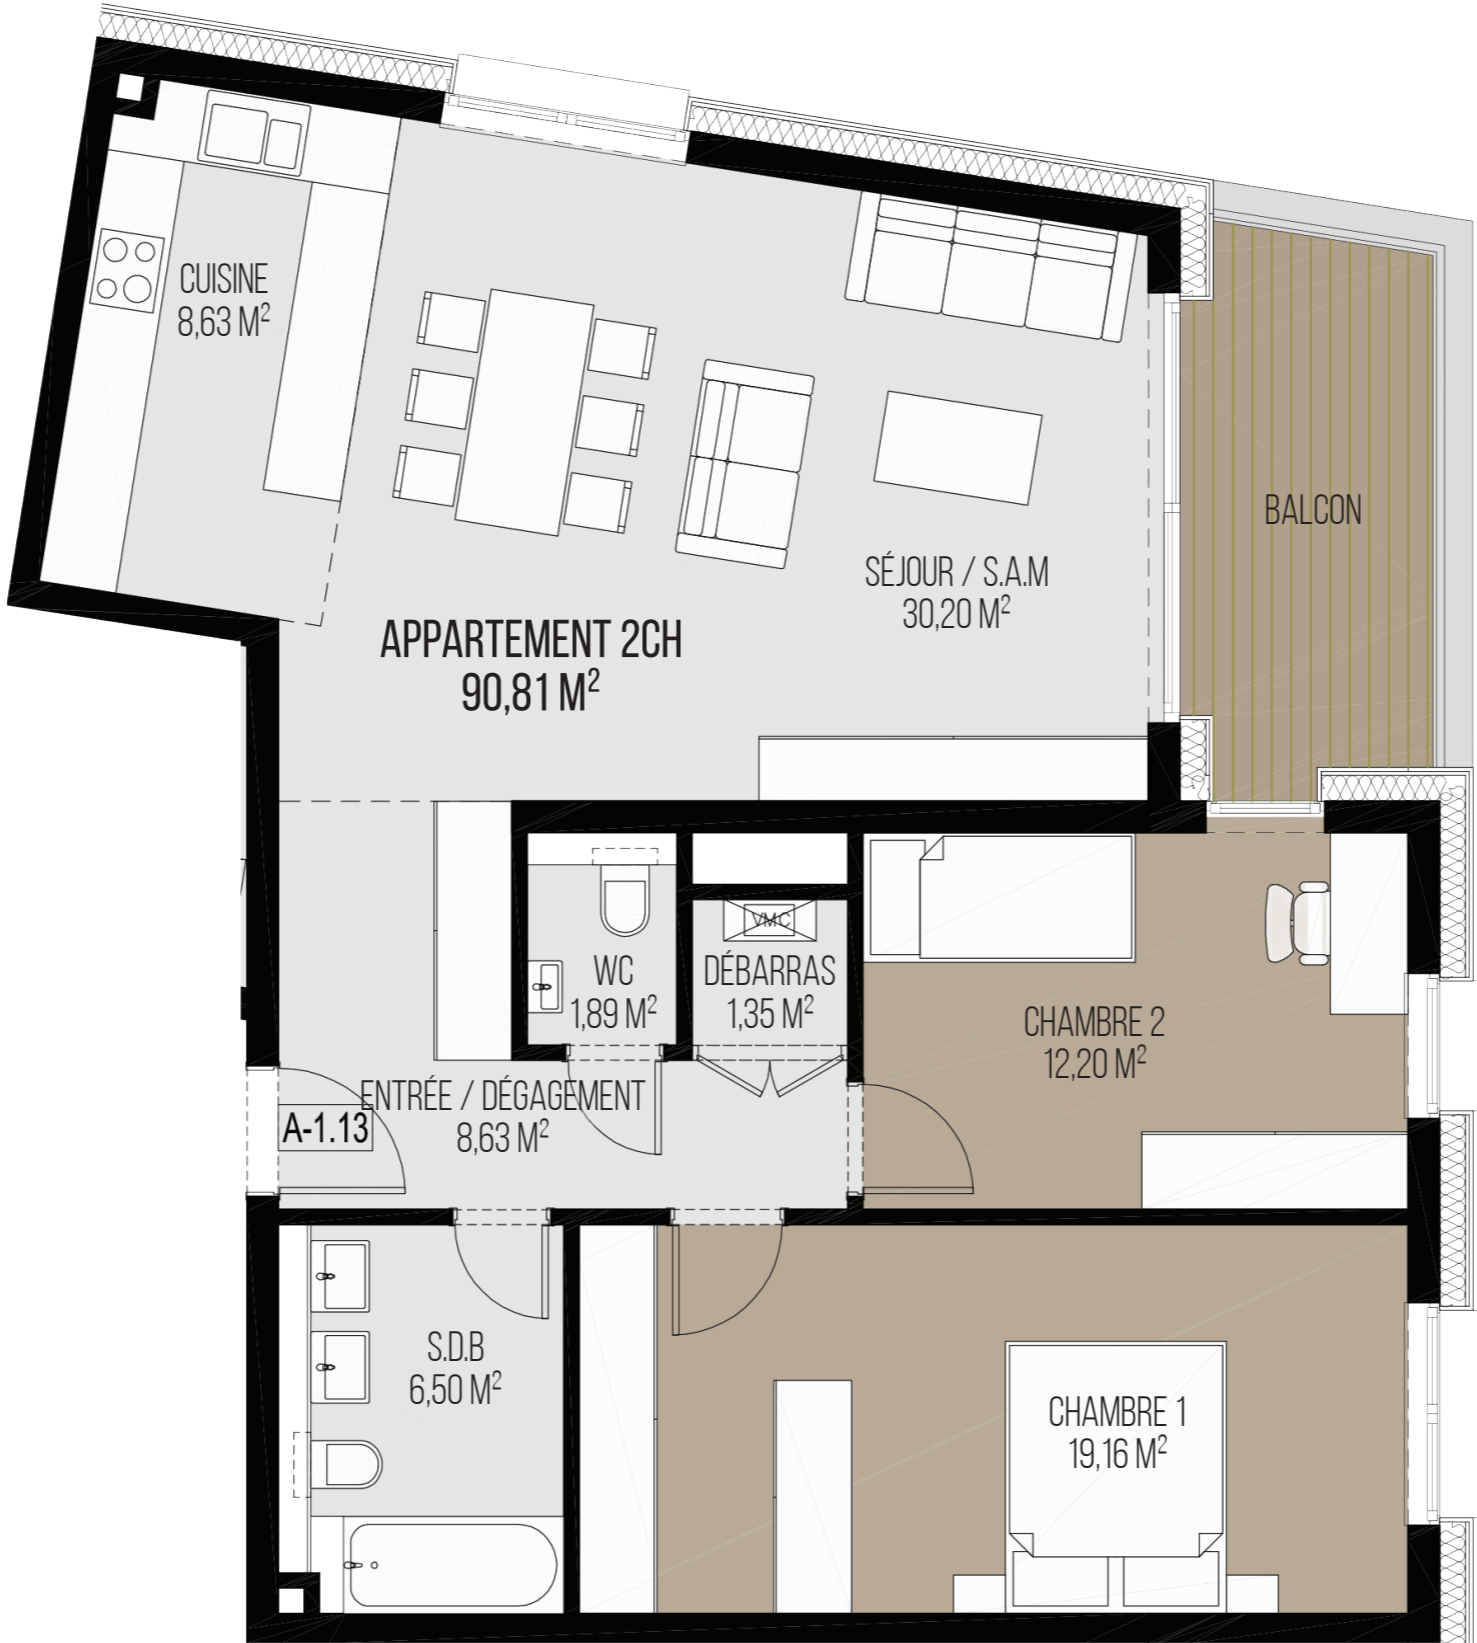 CUISINE
8,63 M²
BALCON
SÉJOUR / S.A.M
30,20 M²
APPARTEMENT 2CH
90,81 M²
VMC
WC
1,89 M²
DÉBARRAS
1,35 M²
CHAMBRE 2
12,20 M²
ENTRÉE / DÉGAGEMENT
8,63 M²
A-1.13
S.D.B
6,50 M²
CHAMBRE 1
19,16 M²